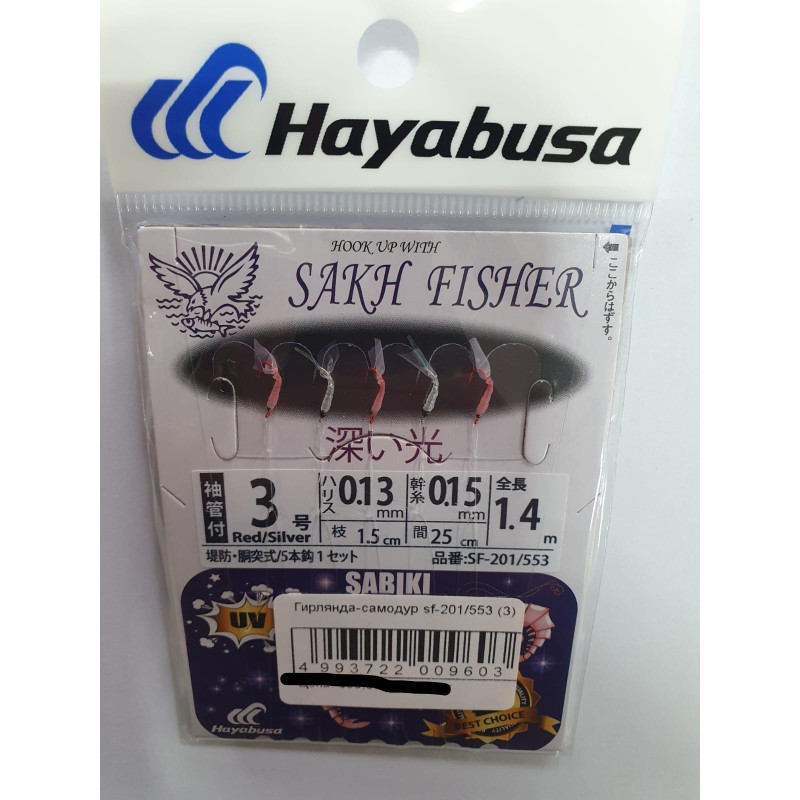 Hayabusa
HOOK UP WITH
SAKH FISHER
ここからはずす。
深い光
袖管付 3号 Red/Silver ハリス 0.13 mm 幹糸 0.15 mm 全長 1.4 m
枝 1.5 cm 間 25 cm
堤防・胴突式/5本鈎1セット 品番:SF-201/553
SABIKI
UV
Гирлянда-самодур sf-201/553 (3)
4 993722 009603
Hayabusa
BEST CHOICE